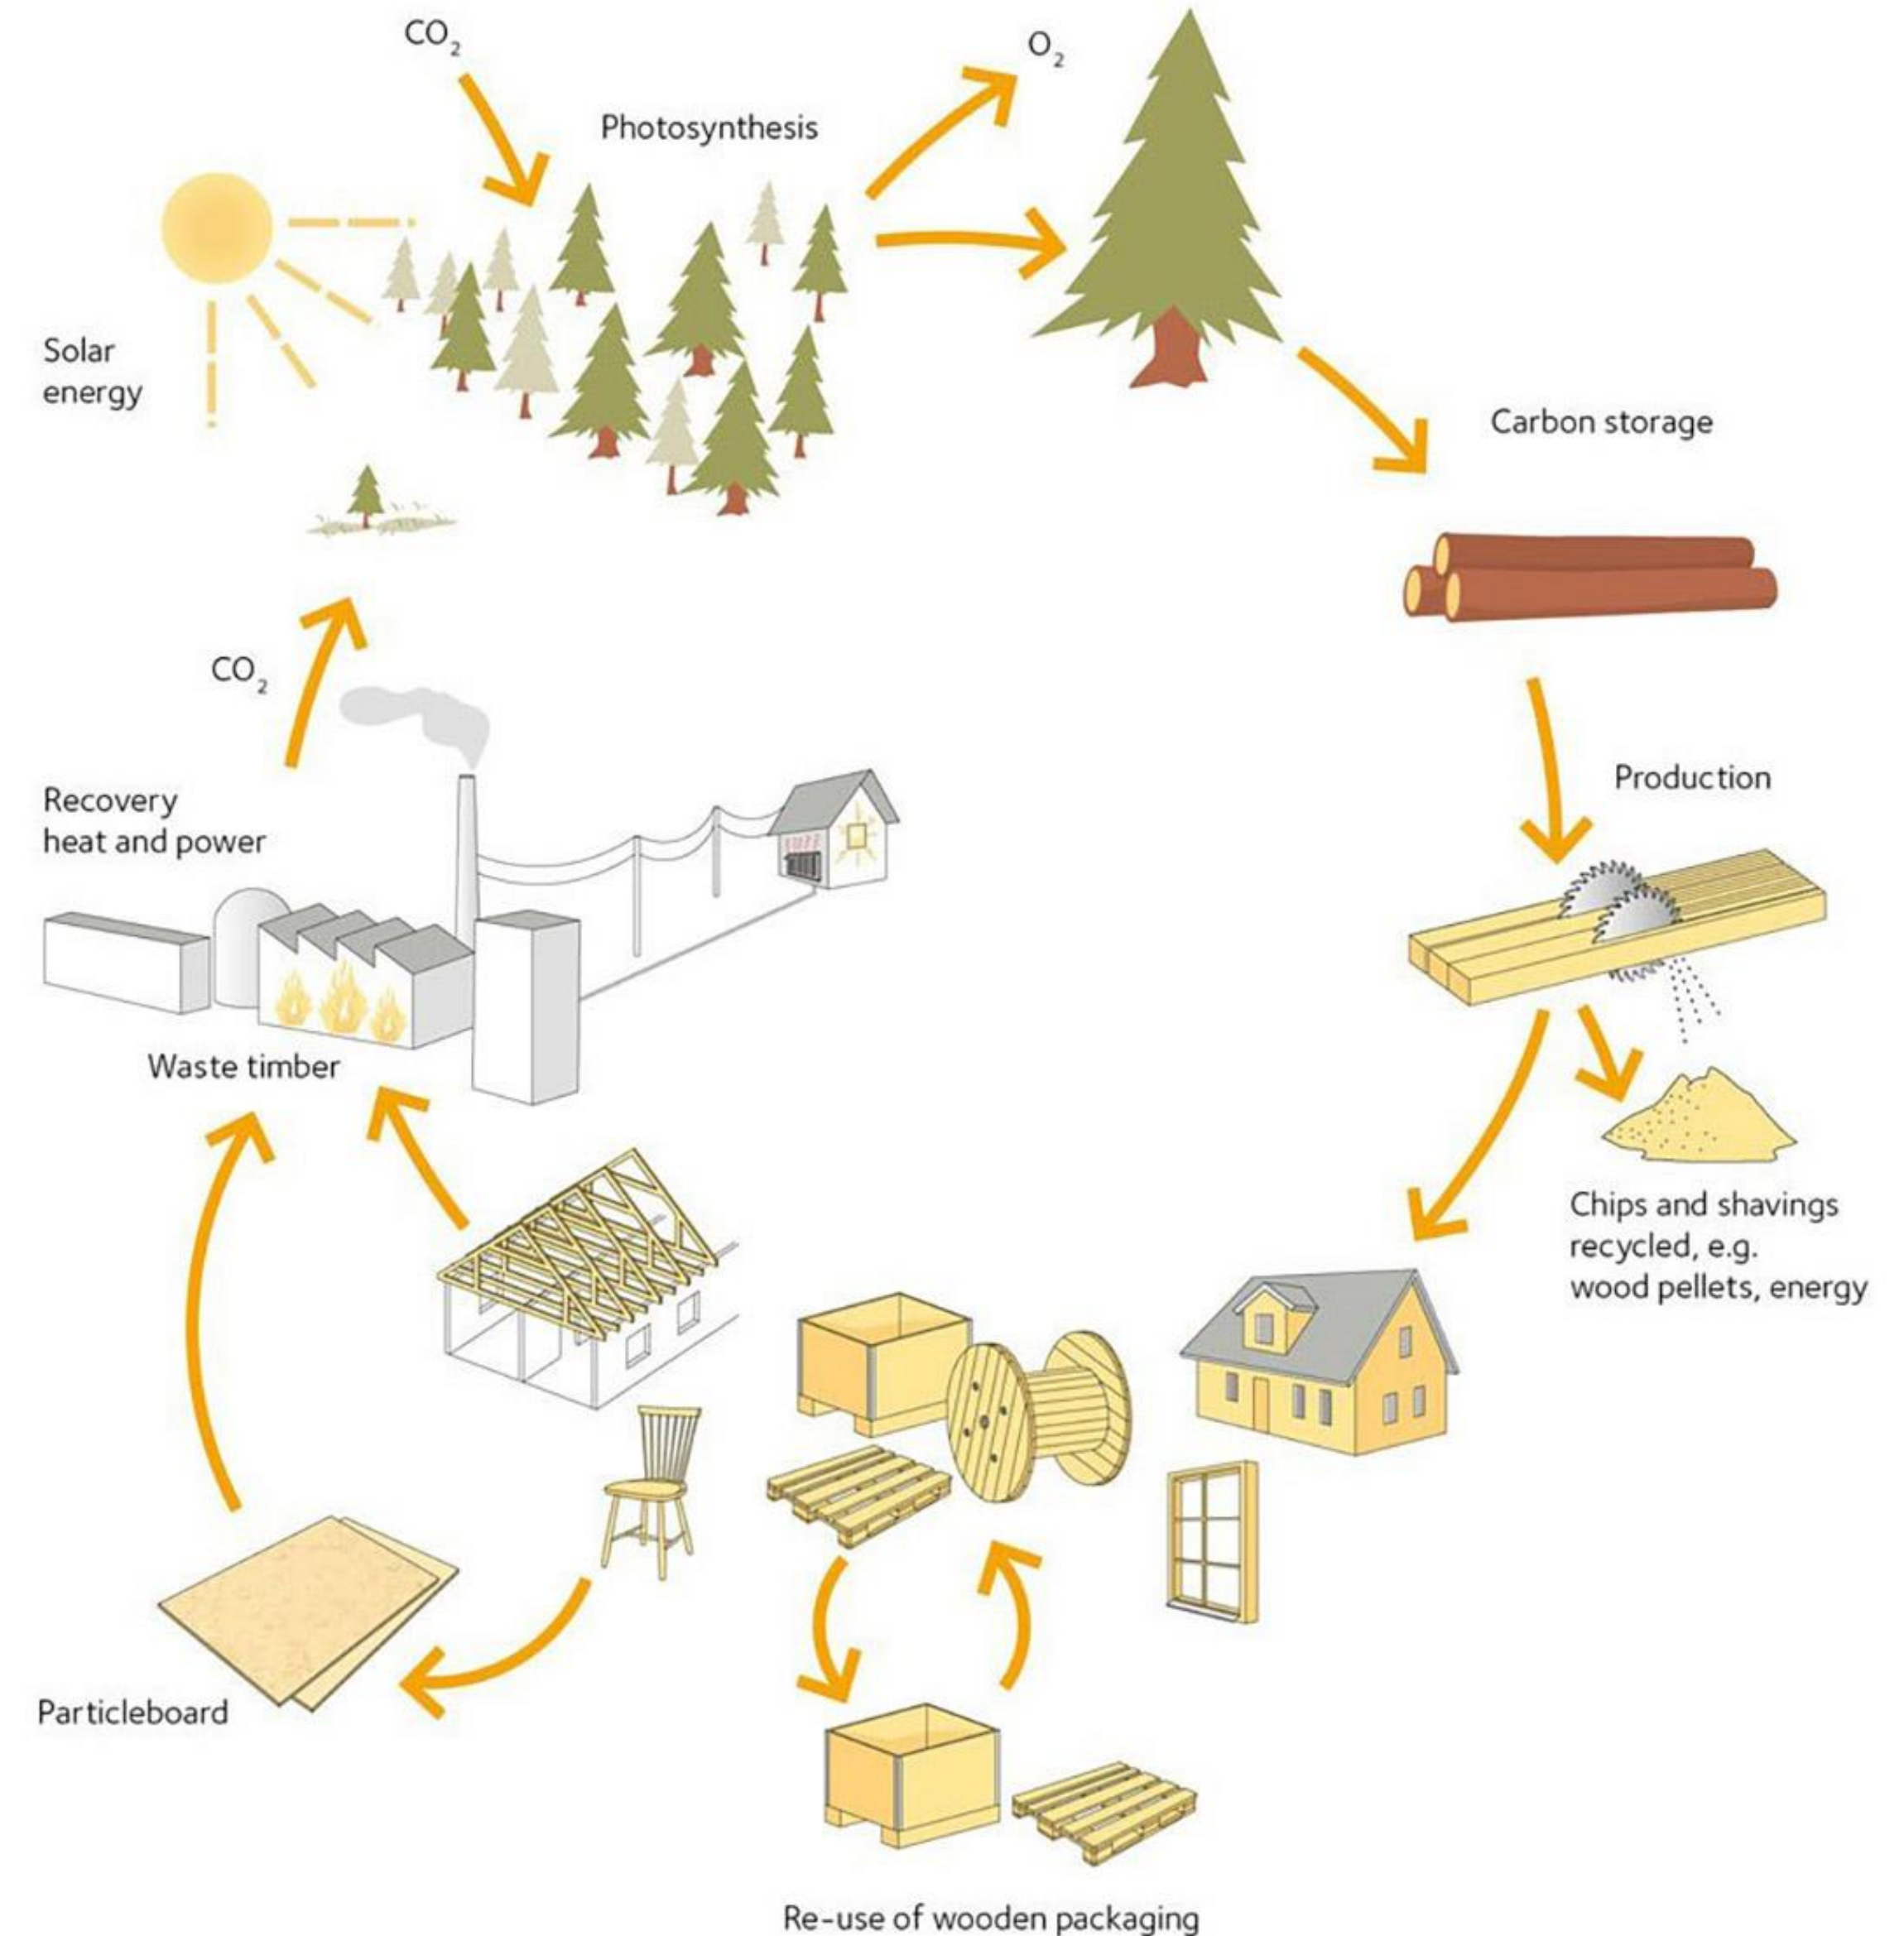 CO₂
O₂
Photosynthesis
Solar
energy
Carbon storage
CO₂
Production
Recovery
heat and power
Waste timber
Chips and shavings
recycled, e.g.
wood pellets, energy
Particleboard
Re-use of wooden packaging